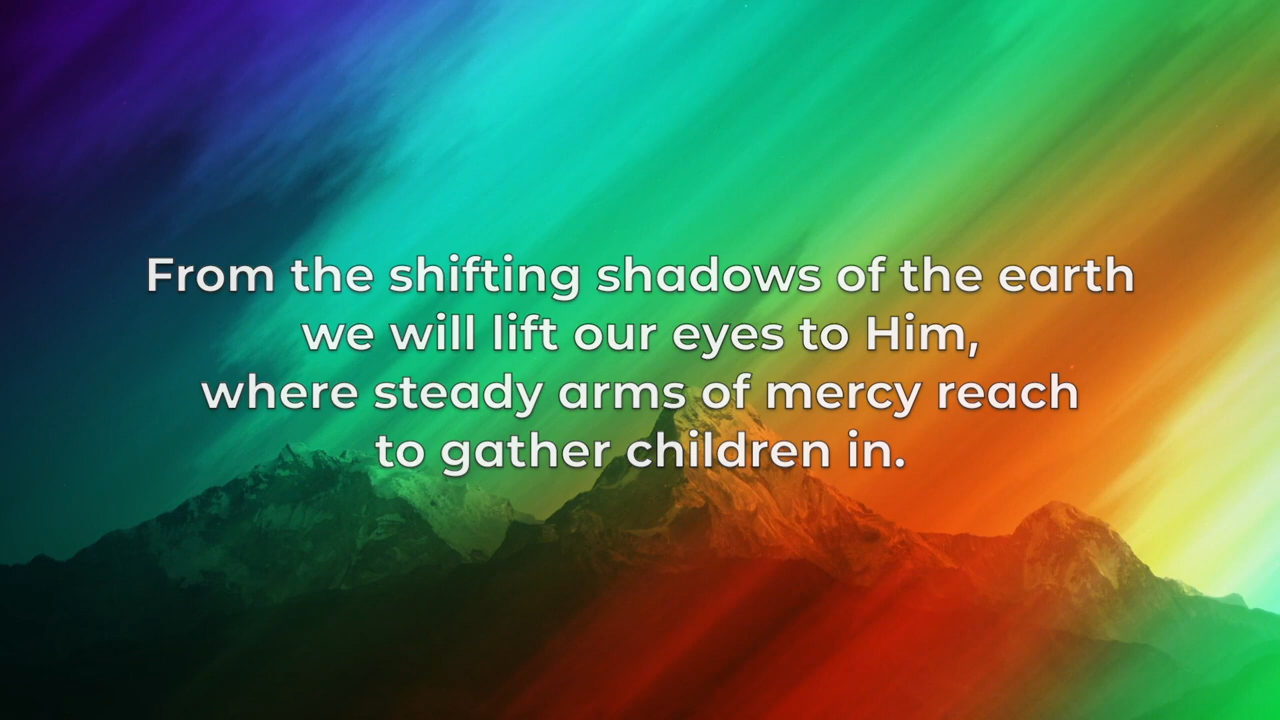 From the shifting shadows of the earth
we will lift our eyes to Him,
where steady arms of mercy reach
to gather children in.